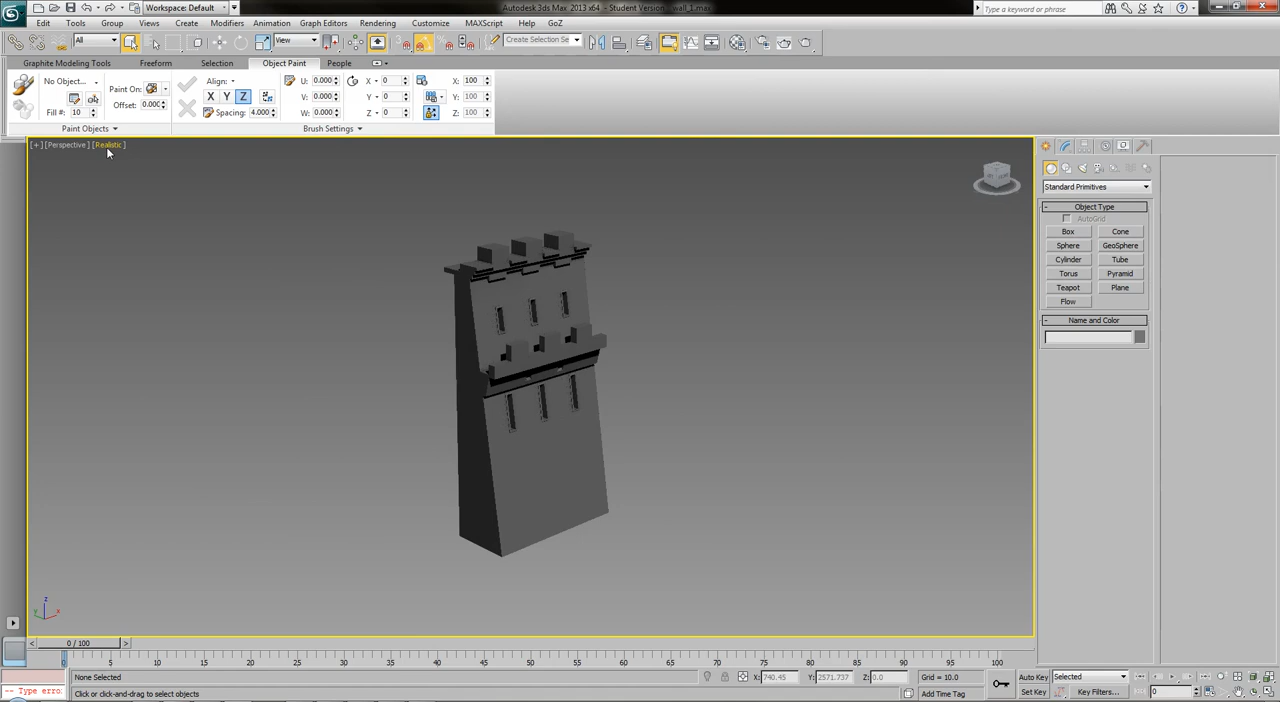 Workspace: Default
Autodesk 3ds Max 2013 x64 - Student Version wall_1.max
Type a keyword or phrase
Edit Tools Group Views Create Modifiers Animation Graph Editors Rendering Customize MAXScript Help GoZ
All View Create Selection Se
Graphite Modeling Tools Freeform Selection Object Paint People
No Object... Paint On: Align: U: 0.000 X 0 X: 100
Offset: 0.000 X Y Z V: 0.000 Y 0 Y: 100
Fill #: 10 Spacing: 4.000 W: 0.000 Z 0 Z: 100
Paint Objects Brush Settings
[+] [Perspective] [Realistic]
Standard Primitives
- Object Type
AutoGrid
Box Cone
Sphere GeoSphere
Cylinder Tube
Torus Pyramid
Teapot Plane
Flow
- Name and Color
z
y x
< 0 / 100 >
0 5 10 15 20 25 30 35 40 45 50 55 60 65 70 75 80 85 90 95 100
None Selected X: 740.45 Y: 2571.737 Z: 0.0 Grid = 10.0 Auto Key Selected
-- Type erro: Click or click-and-drag to select objects Add Time Tag Set Key Key Filters... 0